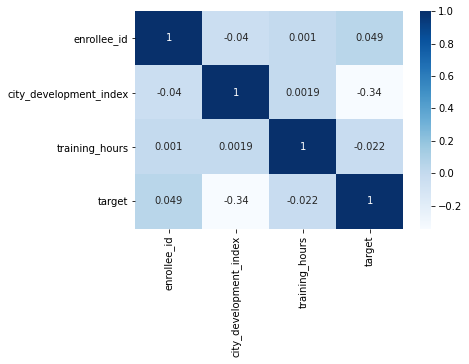 enrollee_id 1 -0.04 0.001 0.049
city_development_index -0.04 1 0.0019 -0.34
training_hours 0.001 0.0019 1 -0.022
target 0.049 -0.34 -0.022 1
enrollee_id
city_development_index
training_hours
target
1.0
0.8
0.6
0.4
0.2
0.0
−0.2